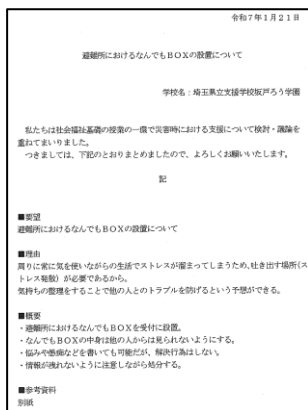 令和7年1月21日
避難所におけるなんでもBOXの設置について
学校名：埼玉県立支援学校坂戸ろう学園
私たちは社会福祉基礎の授業の一環で災害時における支援について検討・議論を
重ねてまいりました。
つきましては、下記のとおりまとめましたので、よろしくお願いいたします。
記
■要望
避難所におけるなんでもBOXの設置について
■理由
周りに常に気を使いながらの生活でストレスが溜まってしまうため、吐き出す場所(ス
トレス発散）が必要であるから。
気持ちの整理をすることで他の人とのトラブルを防げるという予想ができる。
■概要
・避難所におけるなんでもBOXを受付に設置。
・なんでもBOXの中身は他の人からは見られないようにする。
・悩みや愚痴などを書いても可能だが、解決行為はしない。
・情報が洩れないように注意しながら処分する。
■参考資料
別紙